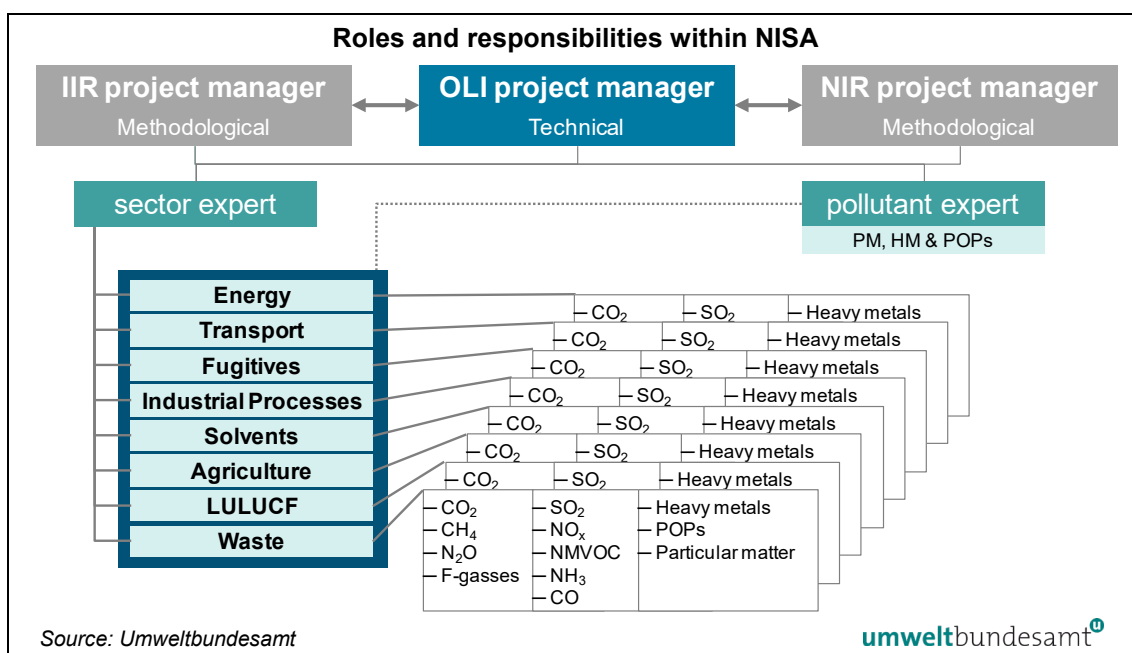 Roles and responsibilities within NISA
IIR project manager
Methodological
OLI project manager
Technical
NIR project manager
Methodological
sector expert
pollutant expert
PM, HM & POPs
Energy
Transport
Fugitives
Industrial Processes
Solvents
Agriculture
LULUCF
Waste
CO₂ SO₂ Heavy metals
CO₂ SO₂ Heavy metals
CO₂ SO₂ Heavy metals
CO₂ SO₂ Heavy metals
CO₂ SO₂ Heavy metals
CO₂ SO₂ Heavy metals
CO₂ SO₂ Heavy metals
CO₂ SO₂ Heavy metals
CH₄ NOₓ POPs
N₂O NMVOC Particular matter
F-gasses NH₃
CO
Source: Umweltbundesamt
umweltbundesamt ᵘ